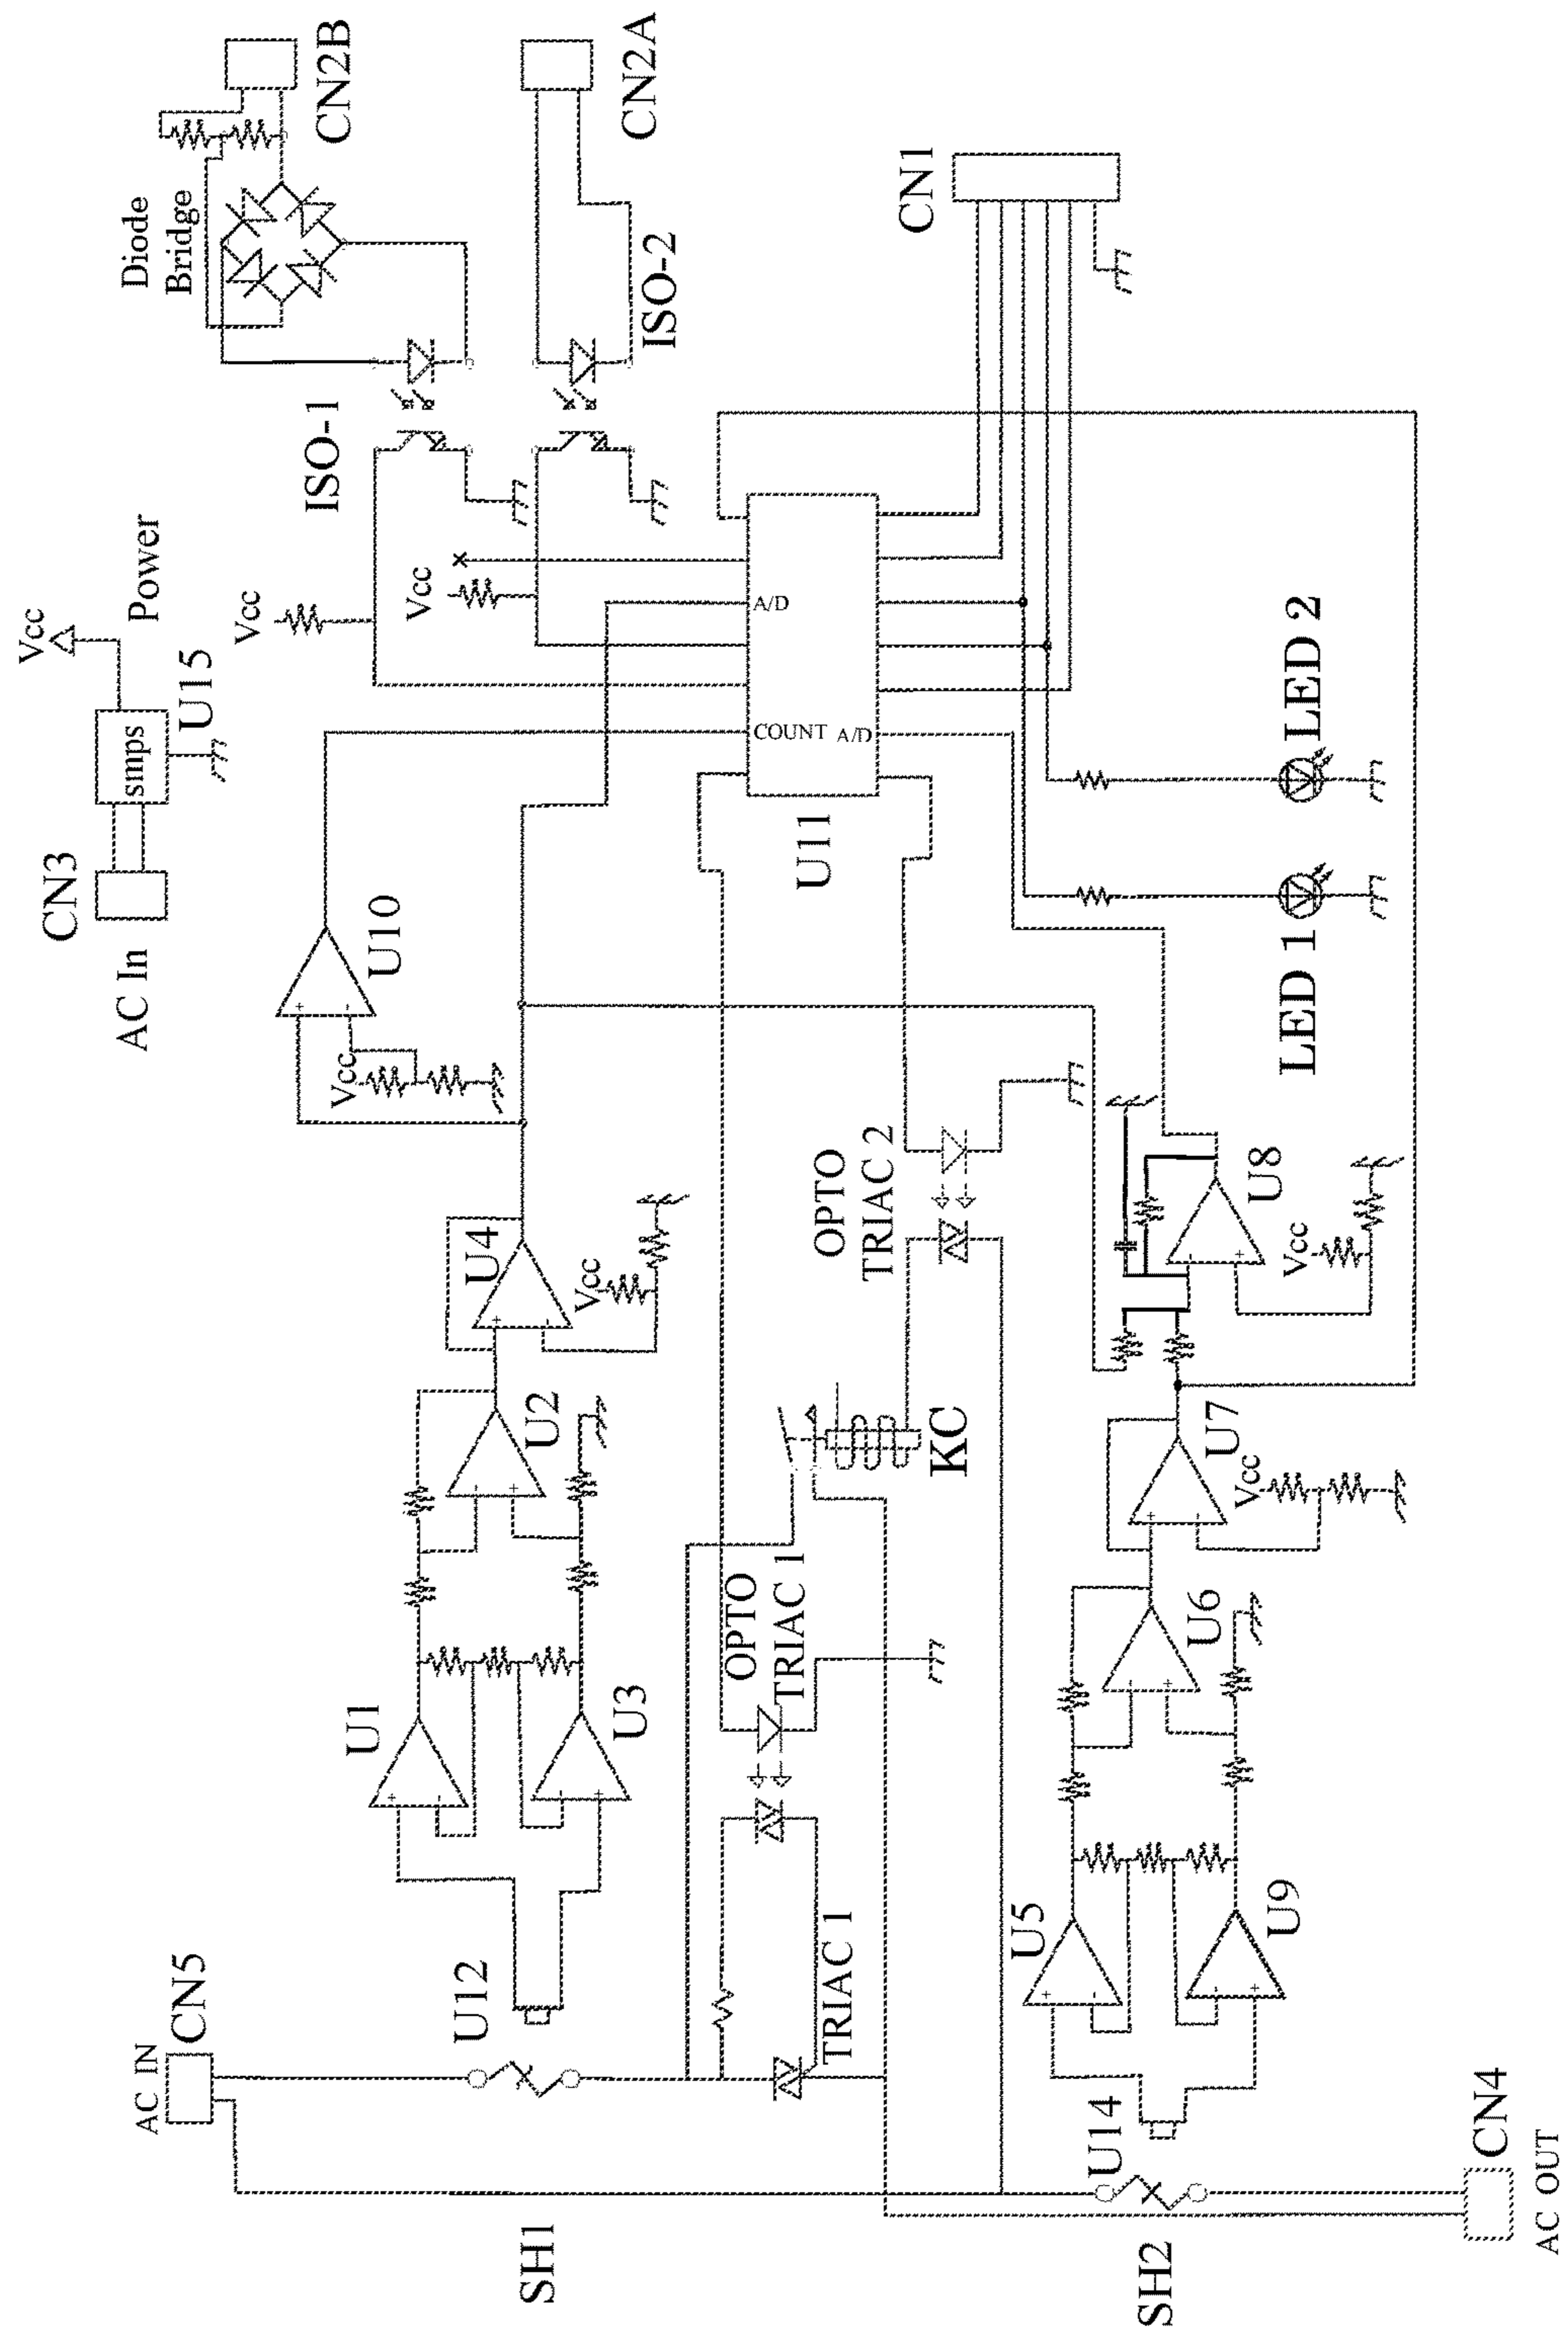 AC IN
CN5
SH1
U12
U1
U3
U2
U4
Vcc
Vcc
U10
AC In
CN3
smps
U15
Vcc
Power
Vcc
Vcc
ISO-1
Diode
Bridge
CN2B
CN2A
ISO-2
CN1
A/D
COUNT
A/D
U11
TRIAC 1
OPTO
TRIAC 1
KC
OPTO
TRIAC 2
LED 1
LED 2
SH2
U14
U5
U9
U6
U7
Vcc
U8
Vcc
CN4
AC OUT
+
-
+
-
+
-
+
-
+
-
+
-
+
-
+
-
+
-
+
-